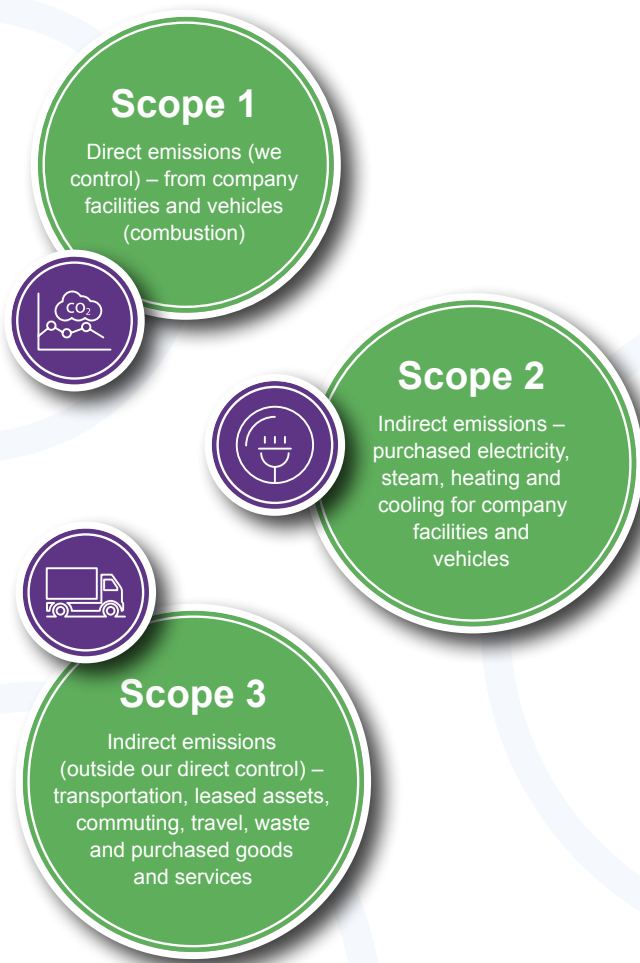 Scope 1
Direct emissions (we
control) – from company
facilities and vehicles
(combustion)
CO₂
Scope 2
Indirect emissions –
purchased electricity,
steam, heating and
cooling for company
facilities and
vehicles
Scope 3
Indirect emissions
(outside our direct control) –
transportation, leased assets,
commuting, travel, waste
and purchased goods
and services